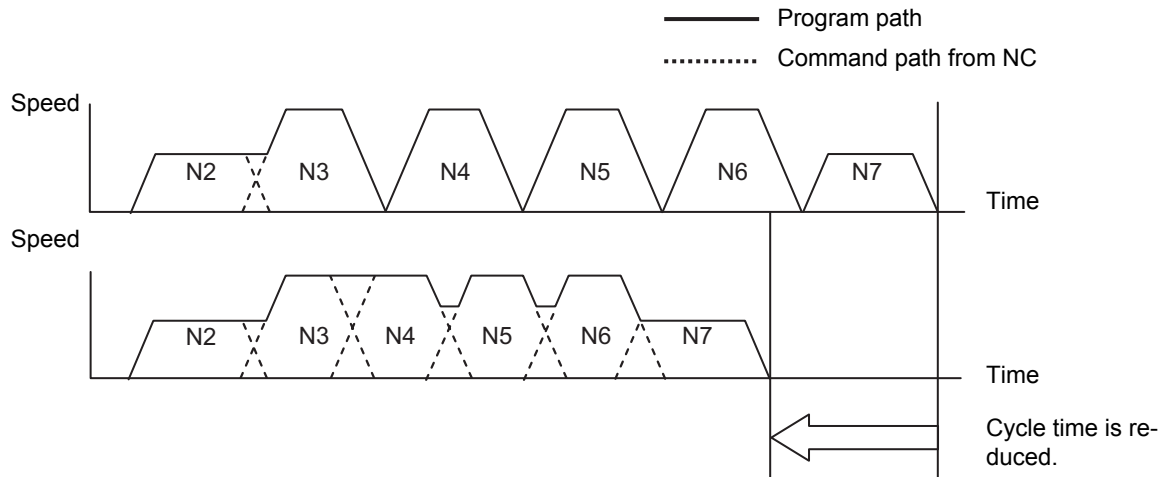 Program path
Command path from NC
Speed
N2 N3 N4 N5 N6 N7
Time
Speed
N2 N3 N4 N5 N6 N7
Time
Cycle time is re-
duced.